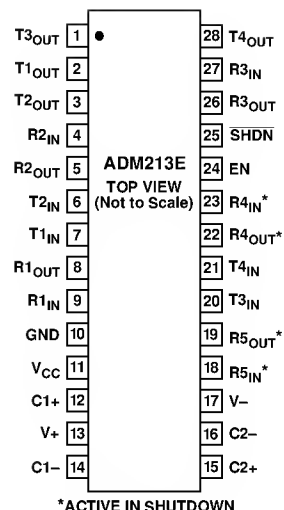 T3OUT 1 28 T4OUT
T1OUT 2 27 R3IN
T2OUT 3 26 R3OUT
R2IN 4 25 SHDN
R2OUT 5 24 EN
ADM213E
TOP VIEW
(Not to Scale)
T2IN 6 23 R4IN*
T1IN 7 22 R4OUT*
R1OUT 8 21 T4IN
R1IN 9 20 T3IN
GND 10 19 R5OUT*
VCC 11 18 R5IN*
C1+ 12 17 V–
V+ 13 16 C2–
C1– 14 15 C2+
*ACTIVE IN SHUTDOWN